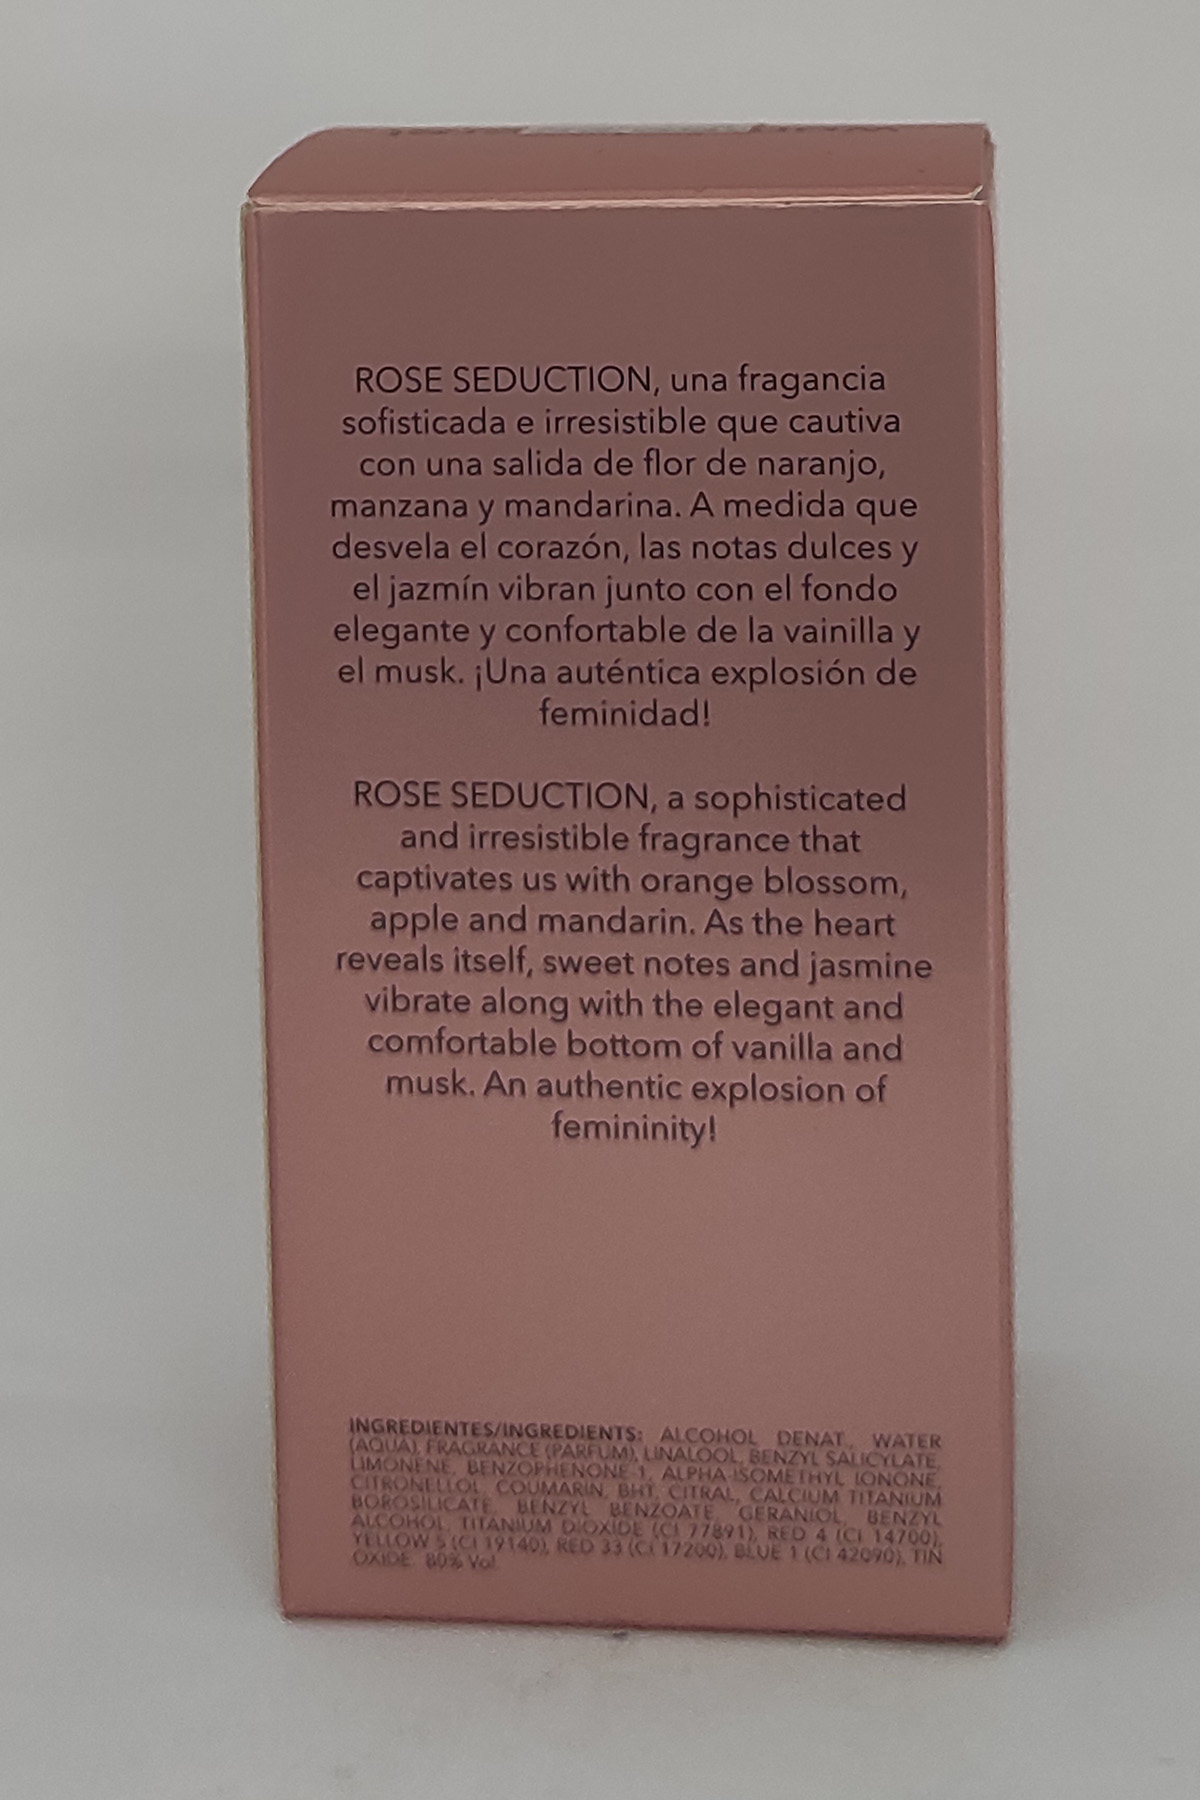 ROSE SEDUCTION, una fragancia
sofisticada e irresistible que cautiva
con una salida de flor de naranjo,
manzana y mandarina. A medida que
desvela el corazón, las notas dulces y
el jazmín vibran junto con el fondo
elegante y confortable de la vainilla y
el musk. ¡Una auténtica explosión de
feminidad!
ROSE SEDUCTION, a sophisticated
and irresistible fragrance that
captivates us with orange blossom,
apple and mandarin. As the heart
reveals itself, sweet notes and jasmine
vibrate along with the elegant and
comfortable bottom of vanilla and
musk. An authentic explosion of
femininity!
INGREDIENTES/INGREDIENTS: ALCOHOL DENAT., WATER
(AQUA), FRAGRANCE (PARFUM), LINALOOL, BENZYL SALICYLATE,
LIMONENE, BENZOPHENONE-1, ALPHA-ISOMETHYL IONONE,
CITRONELLOL, COUMARIN, BHT, CITRAL, CALCIUM TITANIUM
BOROSILICATE, BENZYL BENZOATE, GERANIOL, BENZYL
ALCOHOL, TITANIUM DIOXIDE (CI 77891), RED 4 (CI 14700),
YELLOW 5 (CI 19140), RED 33 (CI 17200), BLUE 1 (CI 42090), TIN
OXIDE. 80% Vol.